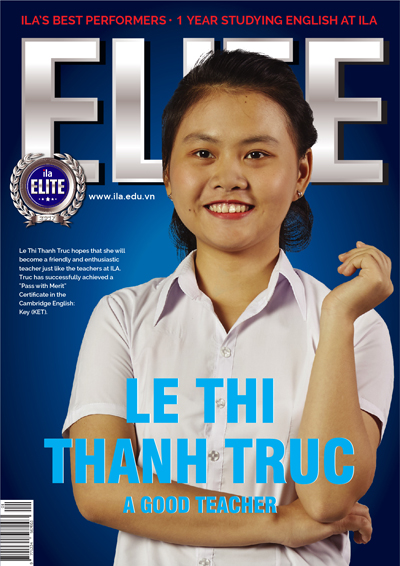 ILA'S BEST PERFORMERS • 1 YEAR STUDYING ENGLISH AT ILA
ELITE
ila
ELITE
2012
www.ila.edu.vn
Le Thi Thanh Truc hopes that she will
become a friendly and enthusiastic
teacher just like the teachers at ILA.
Truc has successfully achieved a
"Pass with Merit"
Certificate in the
Cambridge English:
Key (KET).
LE THI
THANH TRUC
A GOOD TEACHER